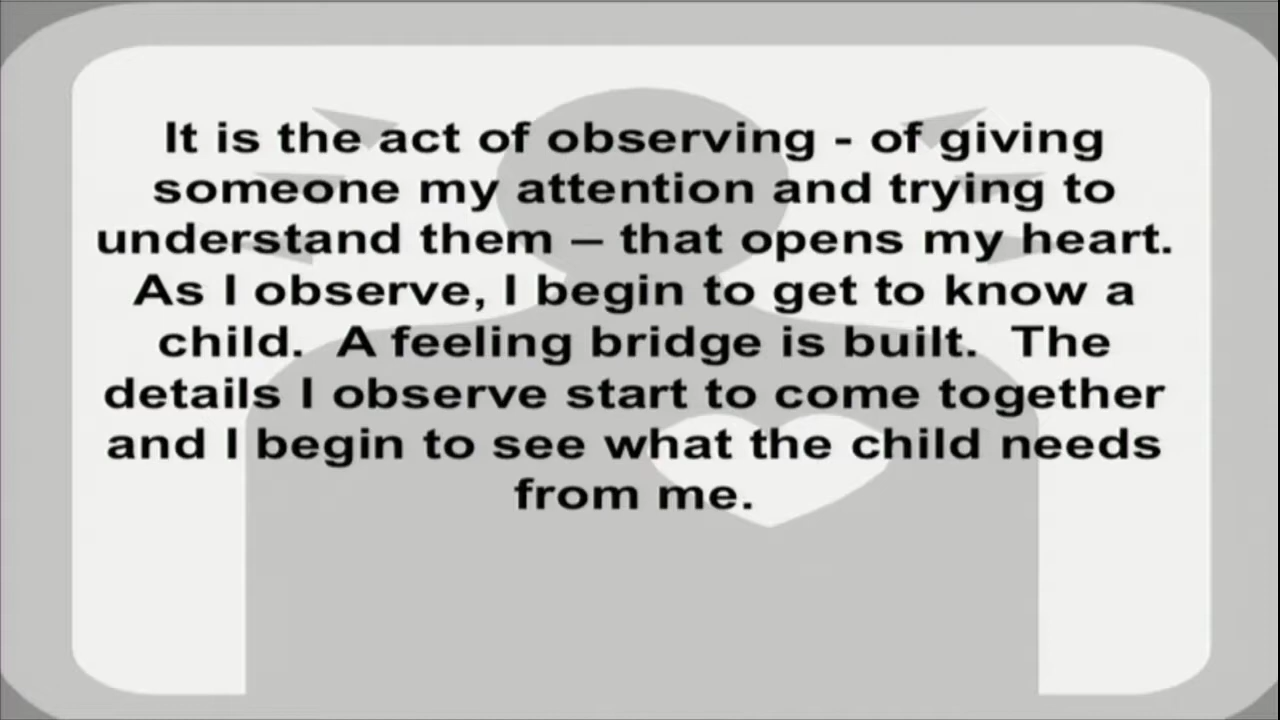 It is the act of observing - of giving
someone my attention and trying to
understand them – that opens my heart.
As I observe, I begin to get to know a
child.  A feeling bridge is built.  The
details I observe start to come together
and I begin to see what the child needs
from me.